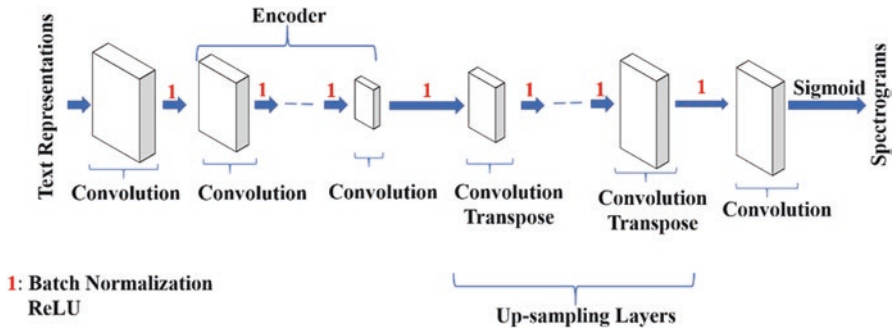 Encoder
Text Representations
1
1
1
1
1
1
1
Sigmoid
Spectrograms
Convolution
Convolution
Convolution
Convolution
Transpose
Convolution
Transpose
Convolution
1: Batch Normalization
ReLU
Up-sampling Layers